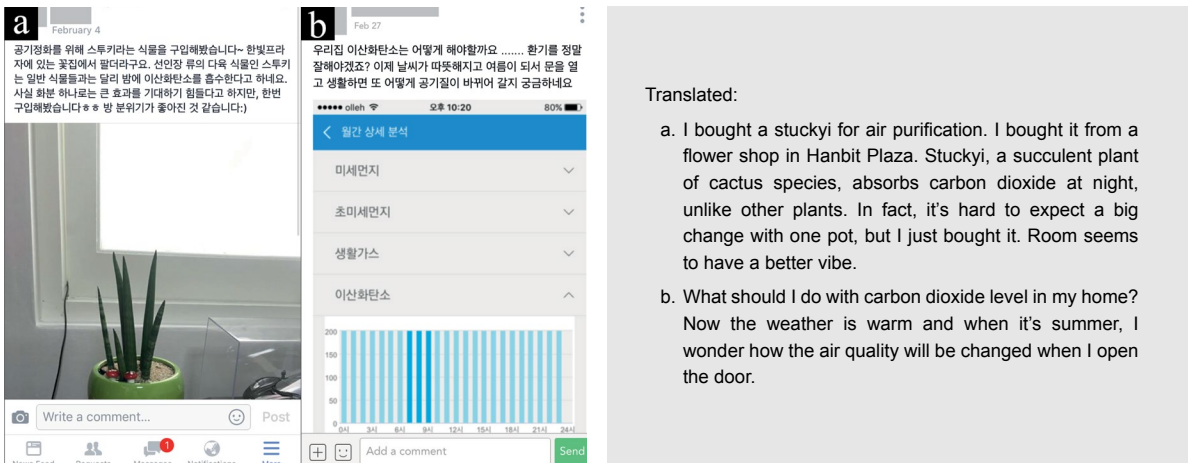 a
February 4
공기정화를 위해 스투키라는 식물을 구입해봤습니다~ 한빛프라
자에 있는 꽃집에서 팔더라구요. 선인장 류의 다육 식물인 스투키
는 일반 식물들과는 달리 밤에 이산화탄소를 흡수한다고 하네요.
사실 화분 하나로는 큰 효과를 기대하기 힘들다고 하지만, 한번
구입해봤습니다ㅎㅎ 방 분위기가 좋아진 것 같습니다:)
Write a comment...
Post
1
b
Feb 27
우리집 이산화탄소는 어떻게 해야할까요 ....... 환기를 정말
잘해야겠죠? 이제 날씨가 따뜻해지고 여름이 되서 문을 열
고 생활하면 또 어떻게 공기질이 바뀌어 갈지 궁금하네요
olleh 오후 10:20 80%
월간 상세 분석
미세먼지
초미세먼지
생활가스
이산화탄소
200
150
100
50
0
0시 3시 6시 9시 12시 15시 18시 21시 24시
Add a comment
Send
Translated:
a. I bought a stuckyi for air purification. I bought it from a
flower shop in Hanbit Plaza. Stuckyi, a succulent plant
of cactus species, absorbs carbon dioxide at night,
unlike other plants. In fact, it's hard to expect a big
change with one pot, but I just bought it. Room seems
to have a better vibe.
b. What should I do with carbon dioxide level in my home?
Now the weather is warm and when it's summer, I
wonder how the air quality will be changed when I open
the door.